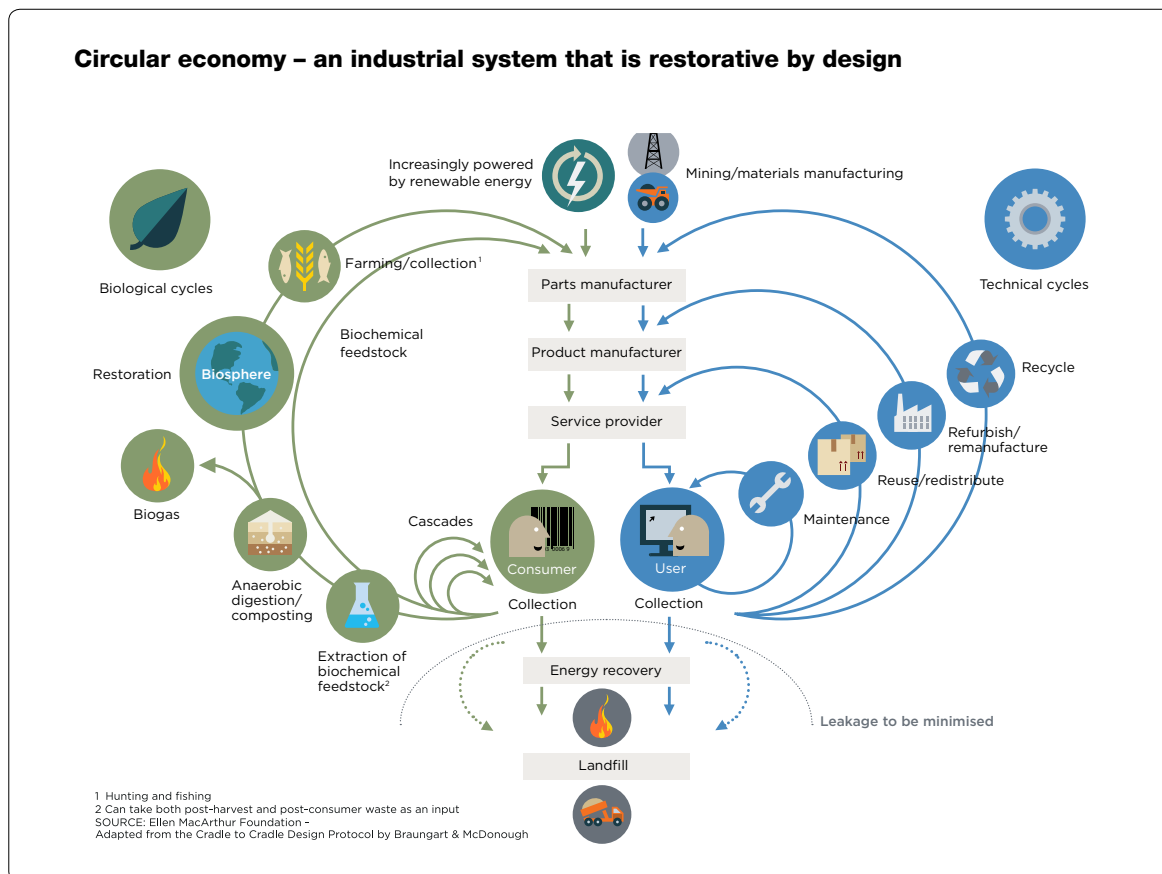 Circular economy – an industrial system that is restorative by design
Increasingly powered
by renewable energy
Mining/materials manufacturing
Biological cycles
Farming/collection¹
Technical cycles
Parts manufacturer
Biochemical
feedstock
Product manufacturer
Restoration
Biosphere
Recycle
Service provider
Refurbish/
remanufacture
Reuse/redistribute
Biogas
Cascades
Maintenance
Consumer
User
Anaerobic
digestion/
composting
Collection
Collection
Extraction of
biochemical
feedstock²
Energy recovery
Leakage to be minimised
Landfill
1 Hunting and fishing
2 Can take both post-harvest and post-consumer waste as an input
SOURCE: Ellen MacArthur Foundation –
Adapted from the Cradle to Cradle Design Protocol by Braungart & McDonough